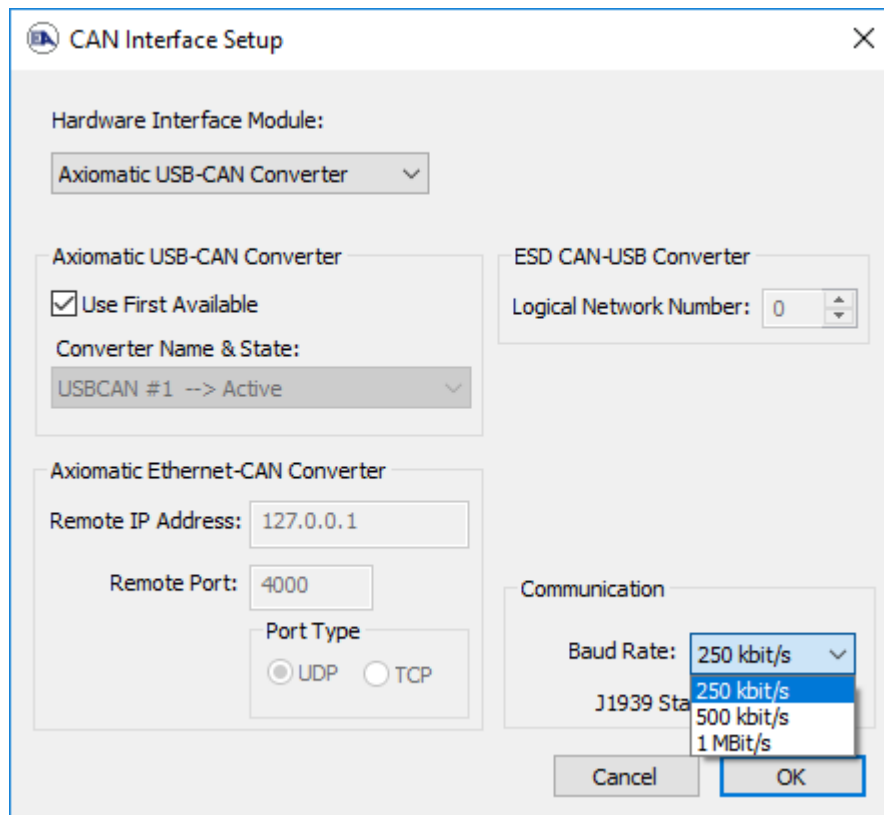 CAN Interface Setup
Hardware Interface Module:
Axiomatic USB-CAN Converter
Axiomatic USB-CAN Converter
Use First Available
Converter Name & State:
USBCAN #1 --> Active
ESD CAN-USB Converter
Logical Network Number: 0
Axiomatic Ethernet-CAN Converter
Remote IP Address: 127.0.0.1
Remote Port: 4000
Port Type
UDP TCP
Communication
Baud Rate: 250 kbit/s
250 kbit/s
500 kbit/s
1 MBit/s
J1939 Sta
Cancel OK